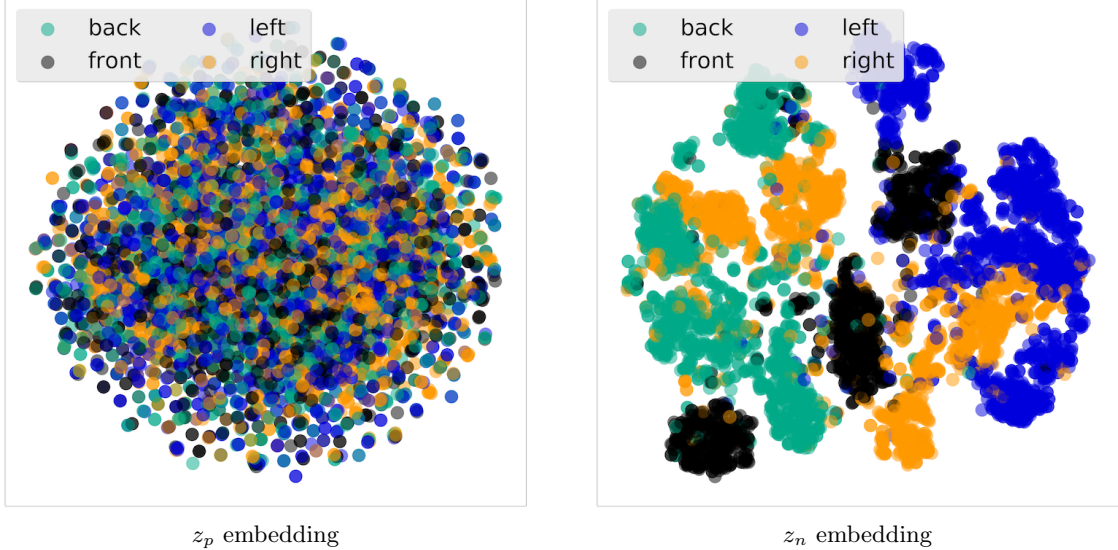 back left
front right
back left
front right
z_p embedding
z_n embedding